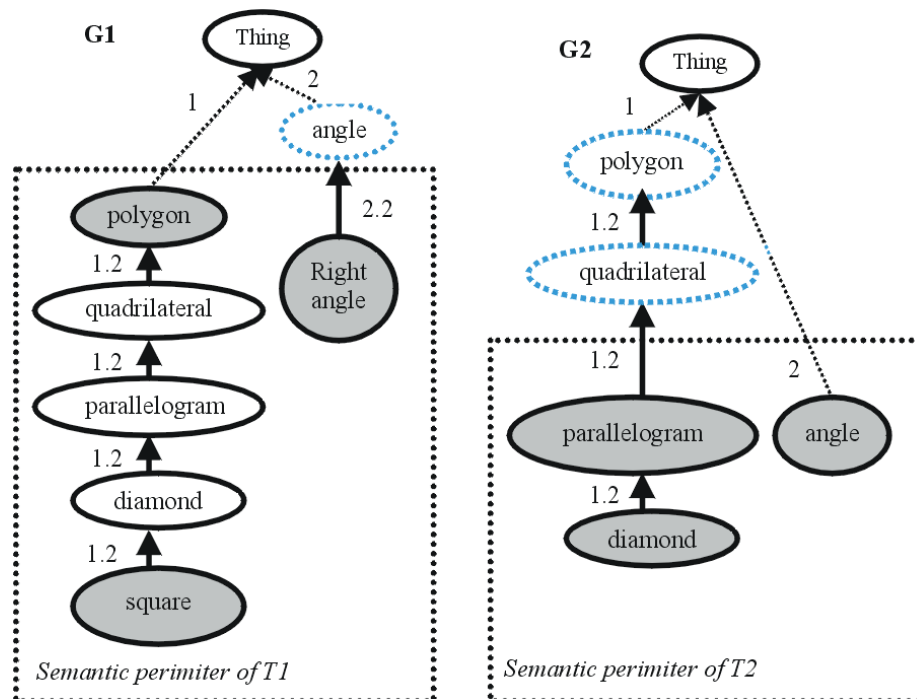 G1
Thing
1
2
angle
polygon
2.2
1.2
Right
angle
quadrilateral
1.2
parallelogram
1.2
diamond
1.2
square
Semantic perimiter of T1
G2
Thing
1
polygon
1.2
quadrilateral
1.2
2
parallelogram
angle
1.2
diamond
Semantic perimiter of T2